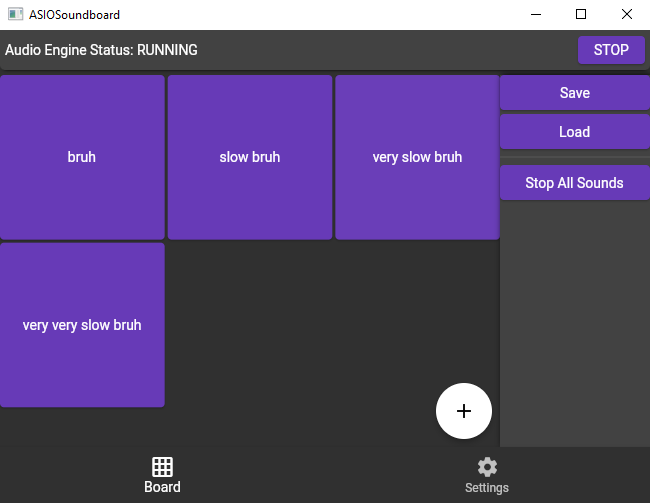 ASIOSoundboard
Audio Engine Status: RUNNING
STOP
bruh
slow bruh
very slow bruh
Save
Load
Stop All Sounds
very very slow bruh
Board
Settings